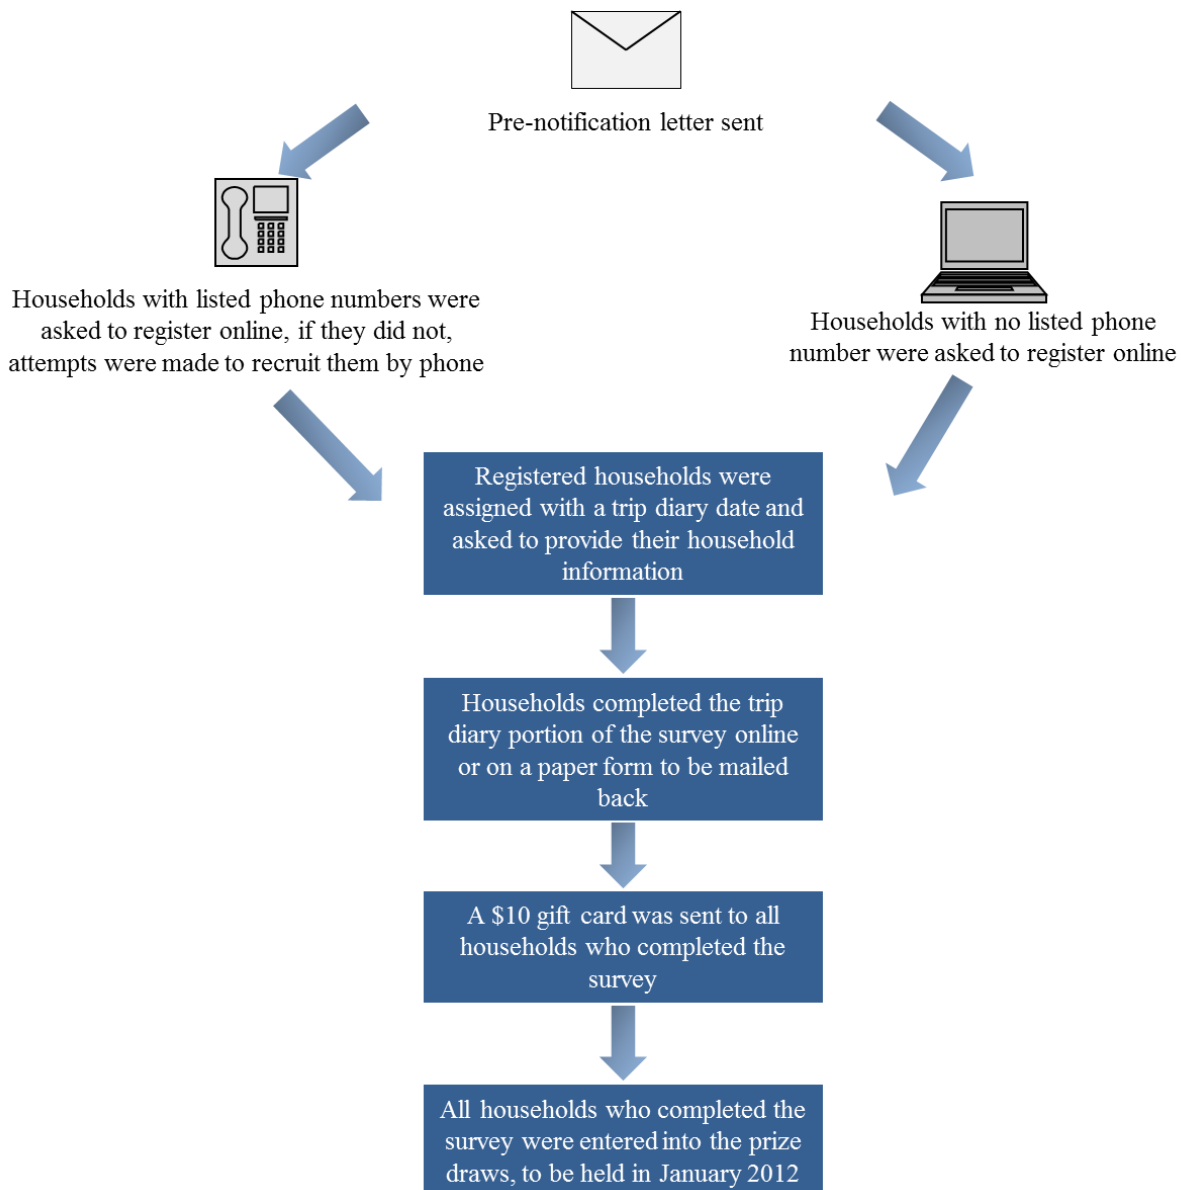 Pre-notification letter sent
Households with listed phone numbers were
asked to register online, if they did not,
attempts were made to recruit them by phone
Households with no listed phone
number were asked to register online
Registered households were
assigned with a trip diary date and
asked to provide their household
information
Households completed the trip
diary portion of the survey online
or on a paper form to be mailed
back
A $10 gift card was sent to all
households who completed the
survey
All households who completed the
survey were entered into the prize
draws, to be held in January 2012